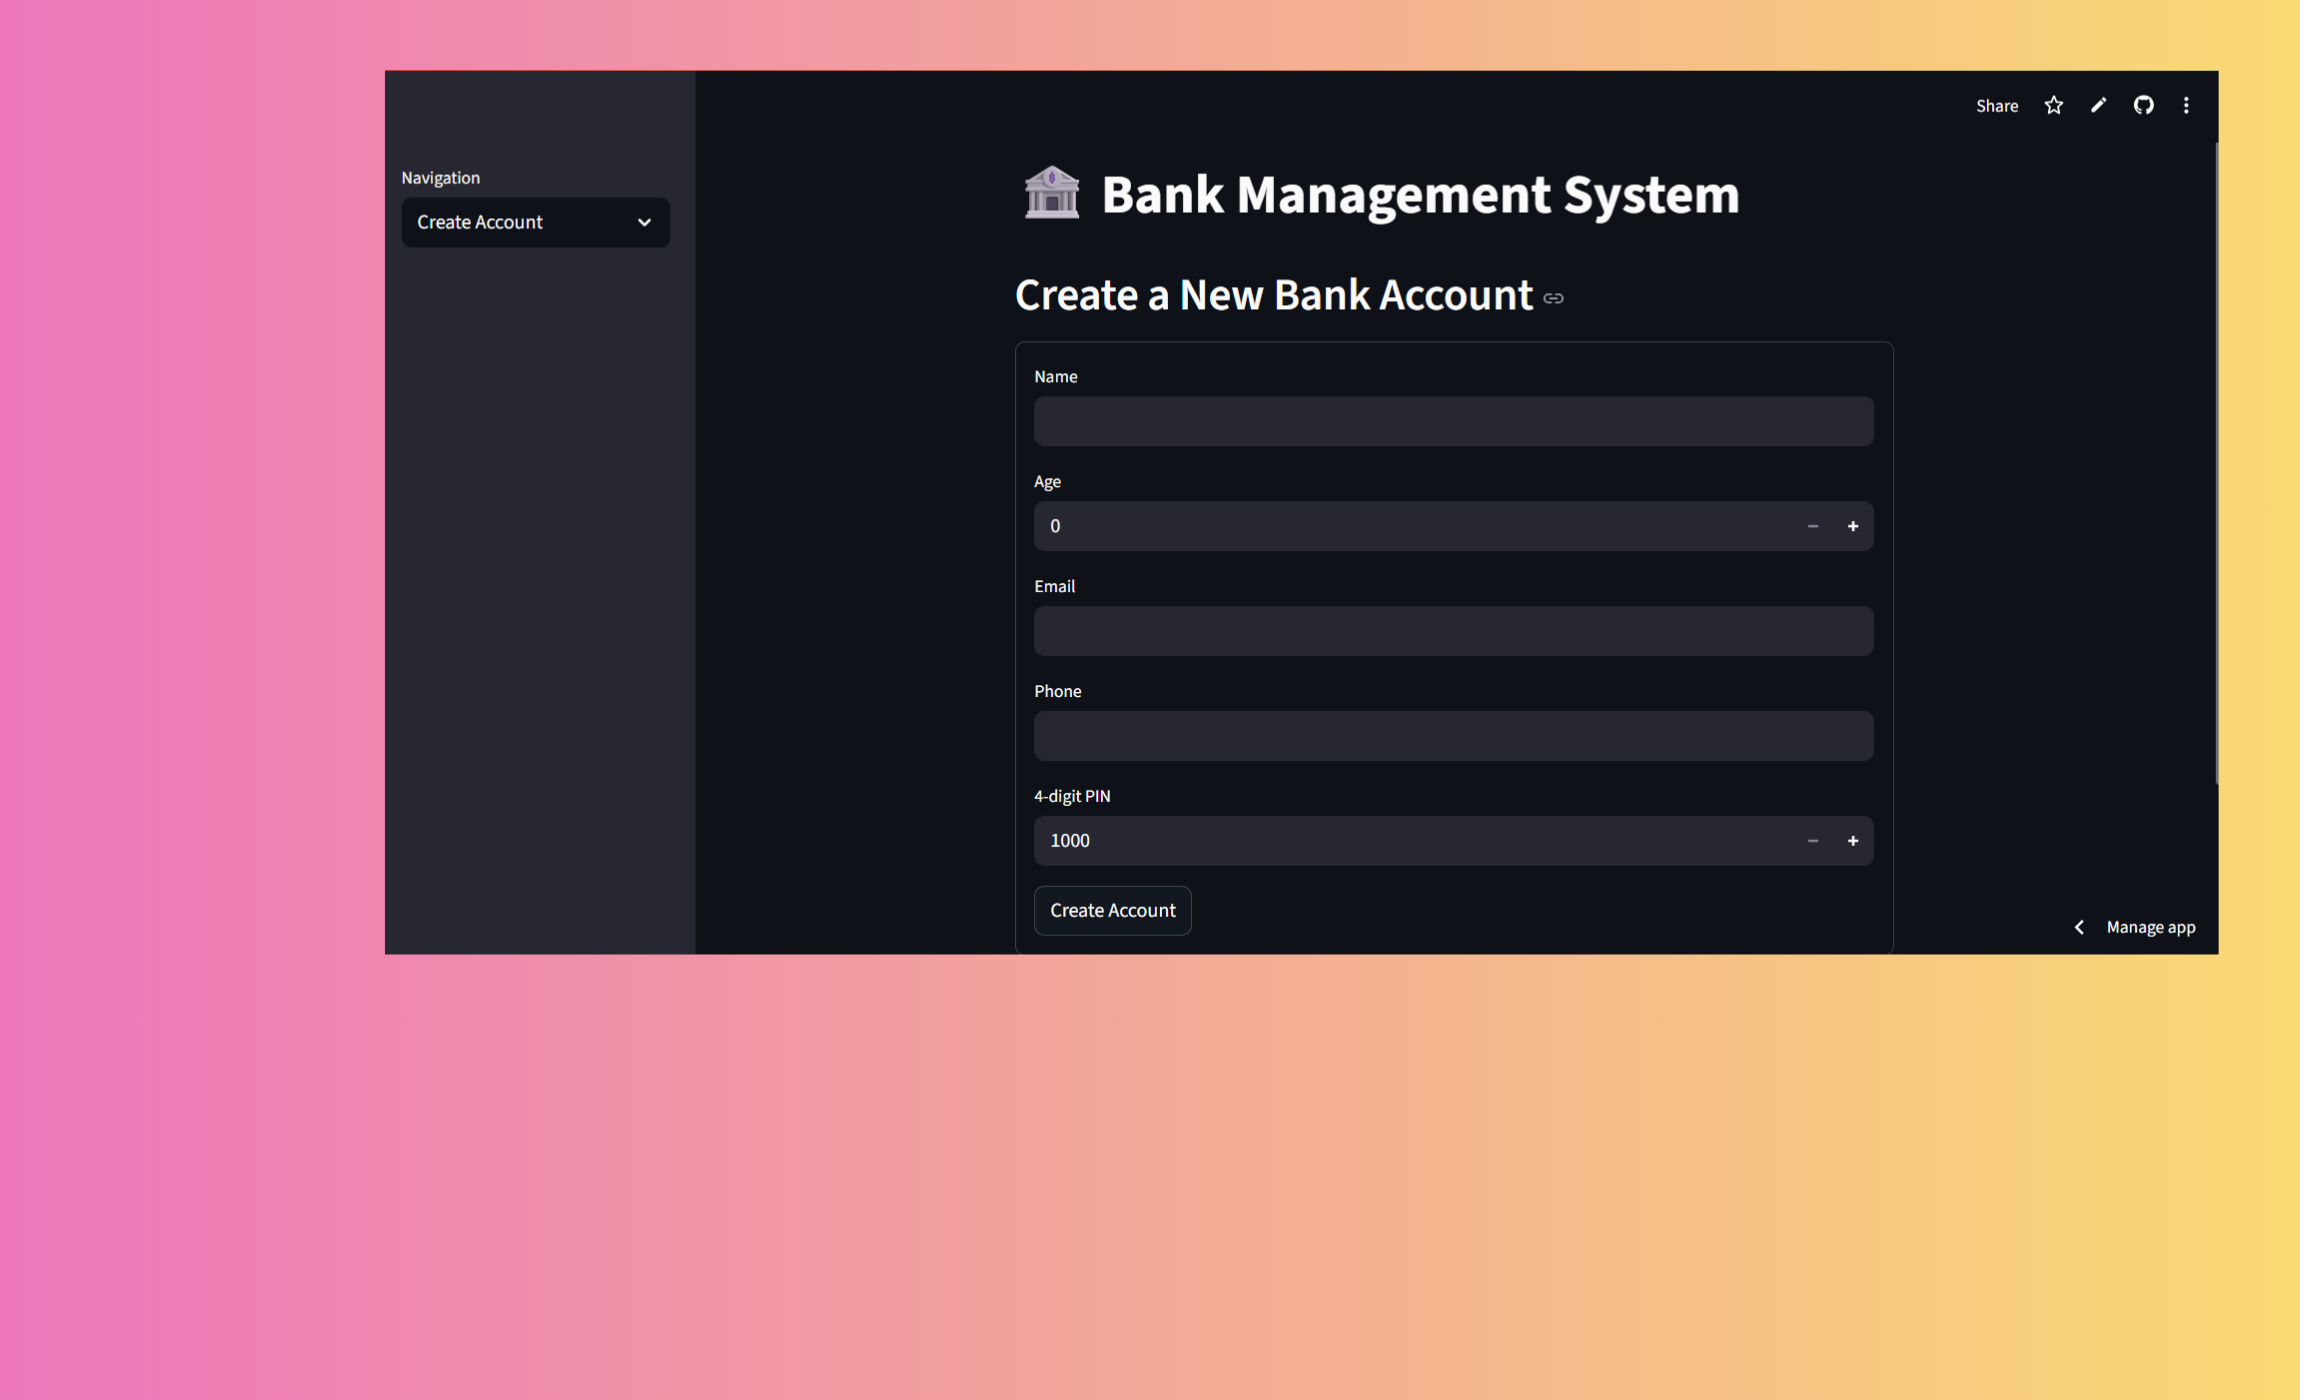 Share
Navigation
Create Account
Bank Management System
Create a New Bank Account
Name
Age
0
Email
Phone
4-digit PIN
1000
Create Account
Manage app